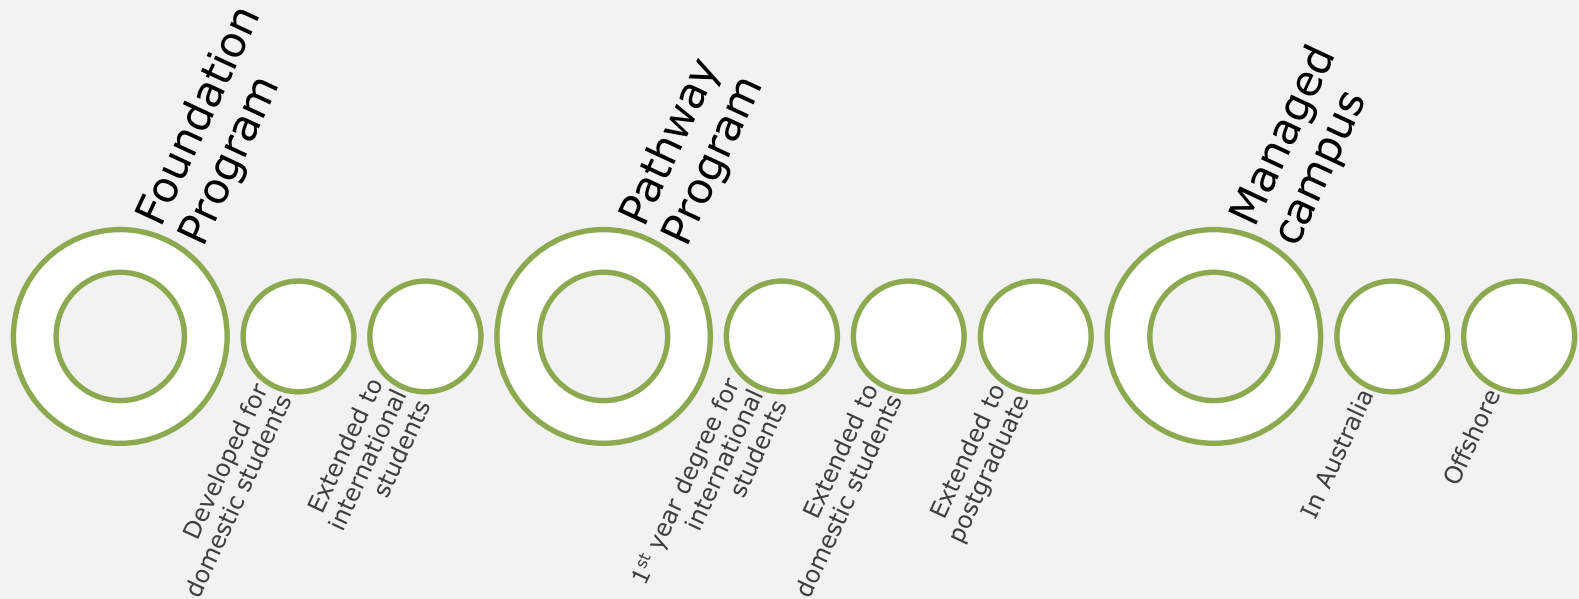 Foundation
Program
Developed for
domestic students
Extended to
international
students
Pathway
Program
1st year degree for
international
students
Extended to
domestic students
Extended to
postgraduate
Managed
campus
In Australia
Offshore